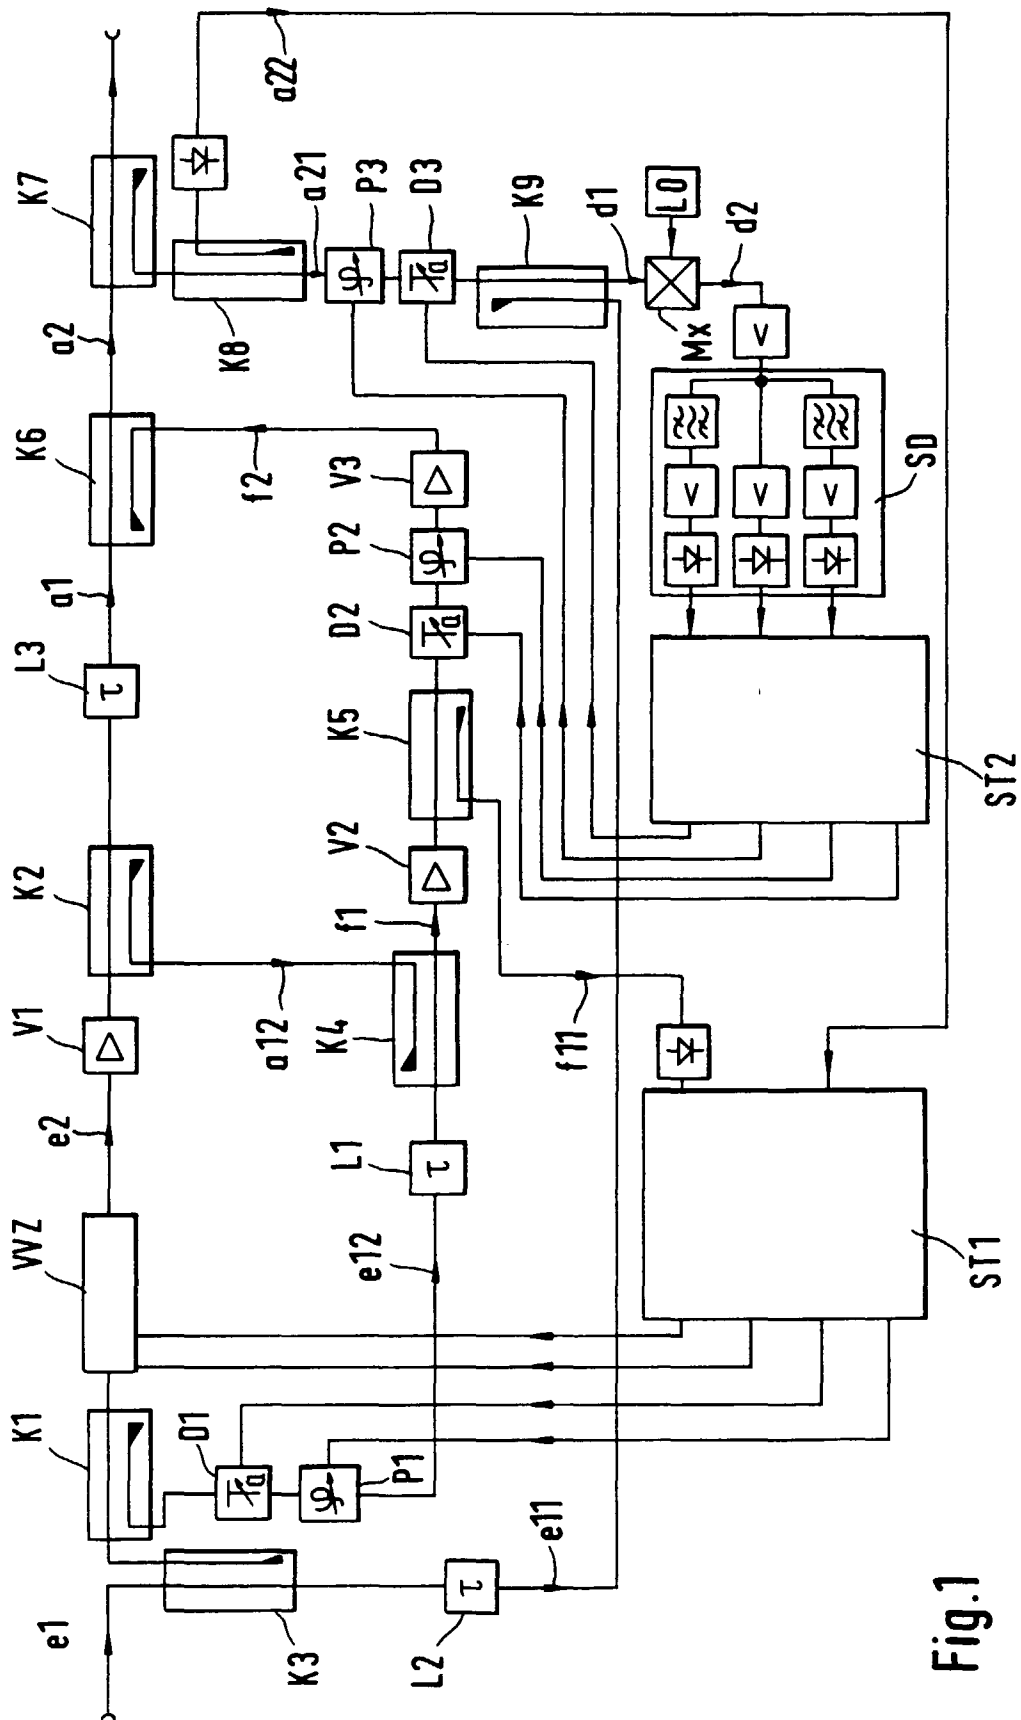 e1
K3
L2
e11
K1
D1
P1
VVZ
e12
e2
L1
V1
K2
a12
K4
f1
V2
K5
f11
L3
a1
D2
P2
V3
K6
f2
a2
K7
K8
a21
P3
D3
K9
a22
d1
LO
Mx
d2
SD
ST2
ST1
τ
τ
τ
a
φ
a
φ
φ
a
Fig.1